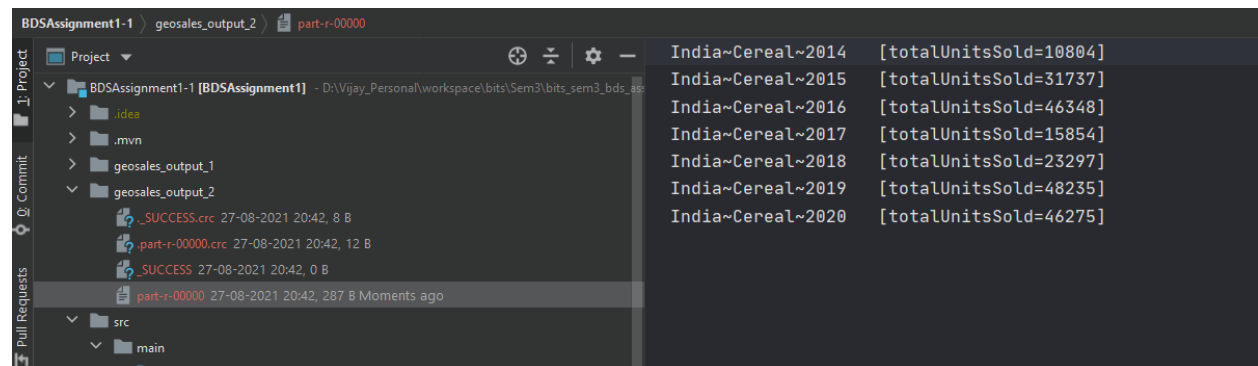 BDSAssignment1-1 〉 geosales_output_2 〉 part-r-00000
1: Project
Commit
Pull Requests
Project
BDSAssignment1-1 [BDSAssignment1] - D:\Vijay_Personal\workspace\bits\Sem3\bits_sem3_bds_ass
.idea
.mvn
geosales_output_1
geosales_output_2
._SUCCESS.crc 27-08-2021 20:42, 8 B
.part-r-00000.crc 27-08-2021 20:42, 12 B
_SUCCESS 27-08-2021 20:42, 0 B
part-r-00000 27-08-2021 20:42, 287 B Moments ago
src
main
India~Cereal~2014 [totalUnitsSold=10804]
India~Cereal~2015 [totalUnitsSold=31737]
India~Cereal~2016 [totalUnitsSold=46348]
India~Cereal~2017 [totalUnitsSold=15854]
India~Cereal~2018 [totalUnitsSold=23297]
India~Cereal~2019 [totalUnitsSold=48235]
India~Cereal~2020 [totalUnitsSold=46275]